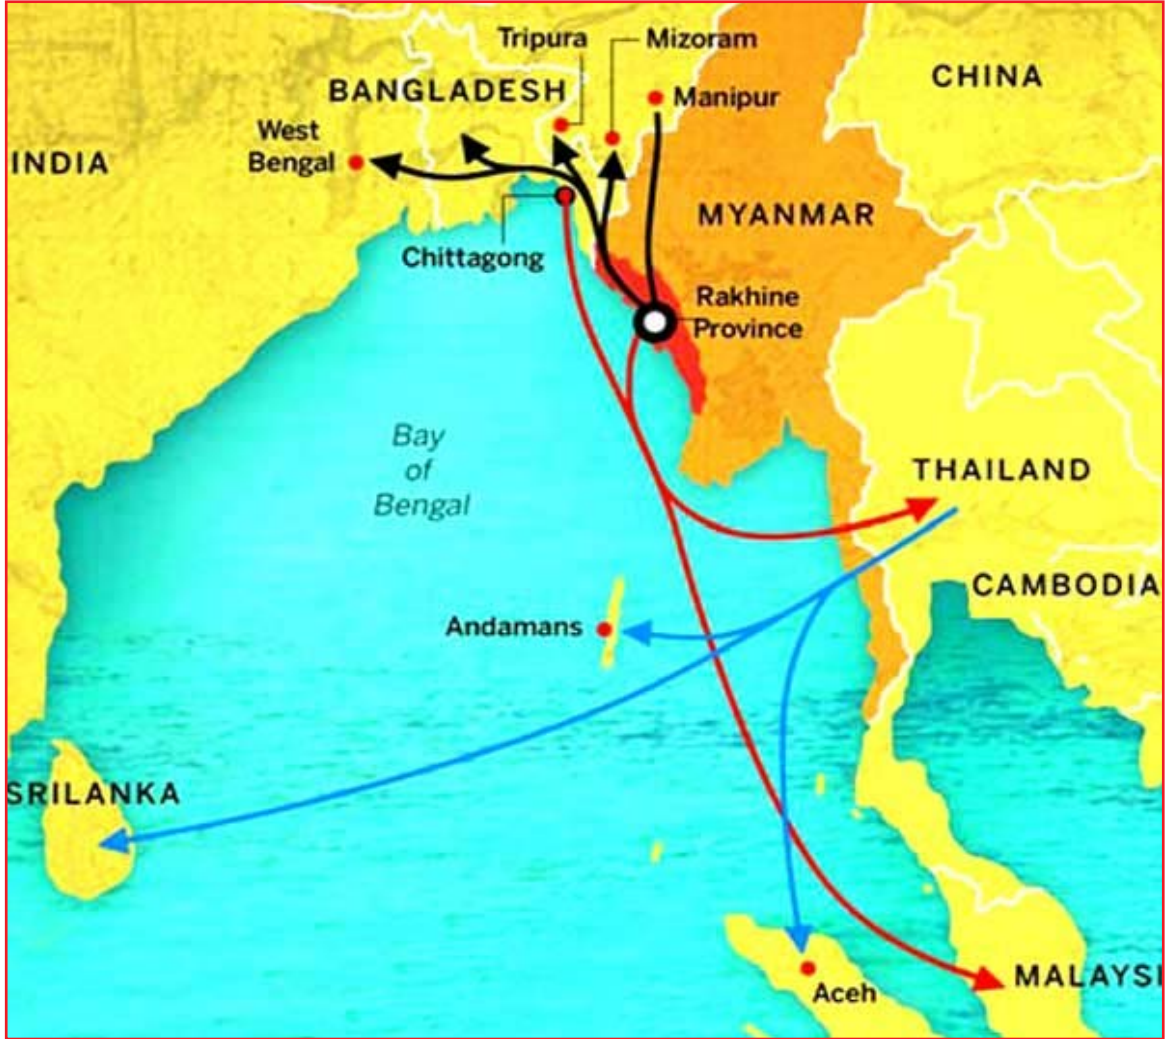 Tripura
Mizoram
BANGLADESH
Manipur
CHINA
West
Bengal
INDIA
MYANMAR
Chittagong
Rakhine
Province
Bay
of
Bengal
THAILAND
CAMBODIA
Andamans
SRILANKA
Aceh
MALAYSI